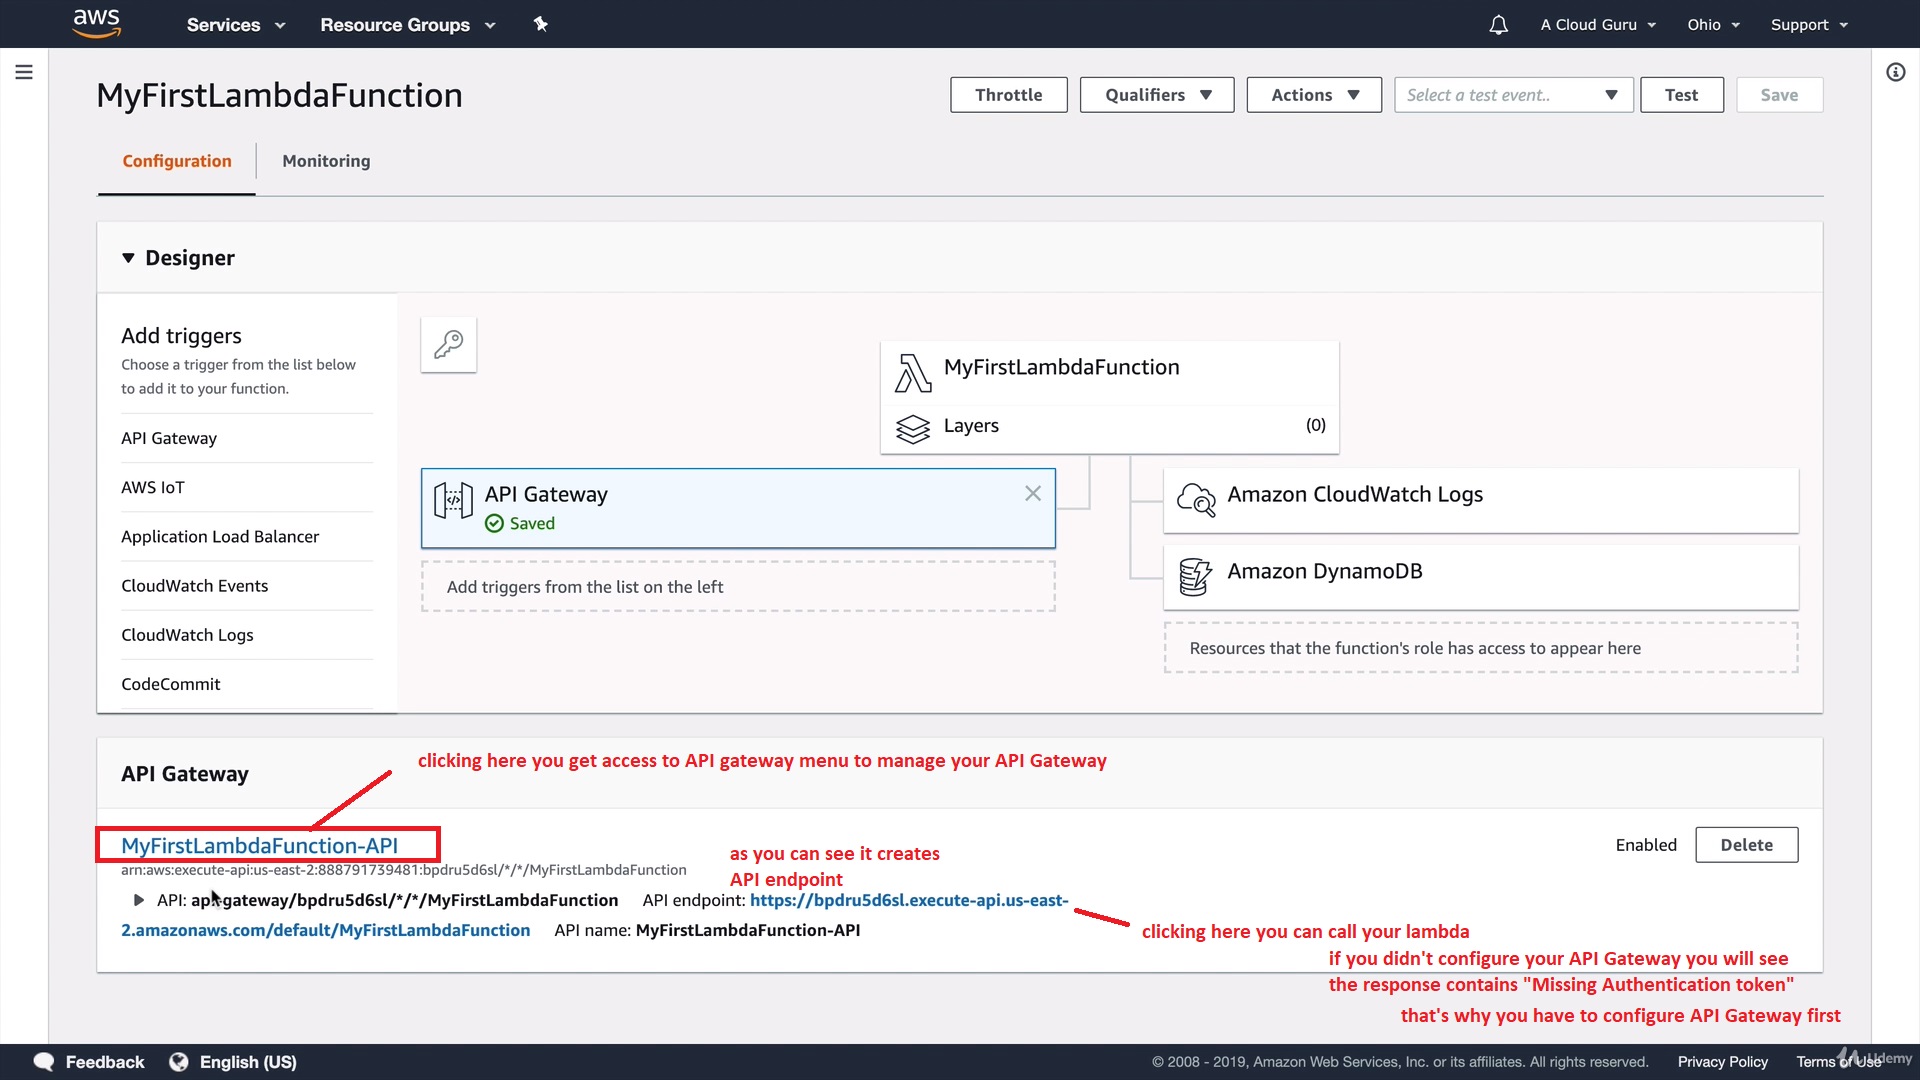 aws Services Resource Groups A Cloud Guru Ohio Support
MyFirstLambdaFunction Throttle Qualifiers Actions Select a test event.. Test Save
Configuration Monitoring
Designer
Add triggers
Choose a trigger from the list below
to add it to your function.
API Gateway
AWS IoT
Application Load Balancer
CloudWatch Events
CloudWatch Logs
CodeCommit
MyFirstLambdaFunction
Layers (0)
API Gateway
Saved
Add triggers from the list on the left
Amazon CloudWatch Logs
Amazon DynamoDB
Resources that the function's role has access to appear here
API Gateway
clicking here you get access to API gateway menu to manage your API Gateway
MyFirstLambdaFunction-API
Enabled Delete
arn:aws:execute-api:us-east-2:888791739481:bpdru5d6sl/*/*/MyFirstLambdaFunction
as you can see it creates
API endpoint
API: api-gateway/bpdru5d6sl/*/*/MyFirstLambdaFunction API endpoint: https://bpdru5d6sl.execute-api.us-east-
2.amazonaws.com/default/MyFirstLambdaFunction API name: MyFirstLambdaFunction-API
clicking here you can call your lambda
if you didn't configure your API Gateway you will see
the response contains "Missing Authentication token"
that's why you have to configure API Gateway first
Feedback English (US) © 2008 - 2019, Amazon Web Services, Inc. or its affiliates. All rights reserved. Privacy Policy Terms of Use
Udemy